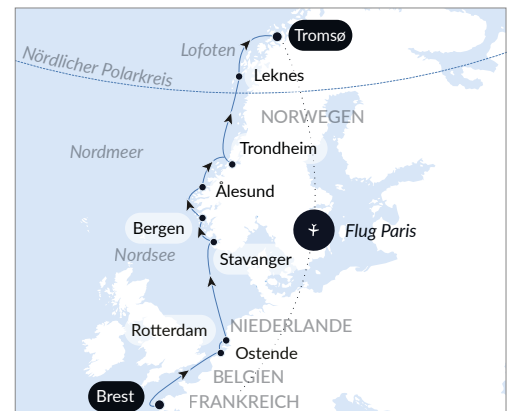 Tromsø
Lofoten
Nördlicher Polarkreis
Leknes
NORWEGEN
Trondheim
Nordmeer
Ålesund
Bergen
Flug Paris
Nordsee
Stavanger
Rotterdam
NIEDERLANDE
Ostende
BELGIEN
Brest
FRANKREICH